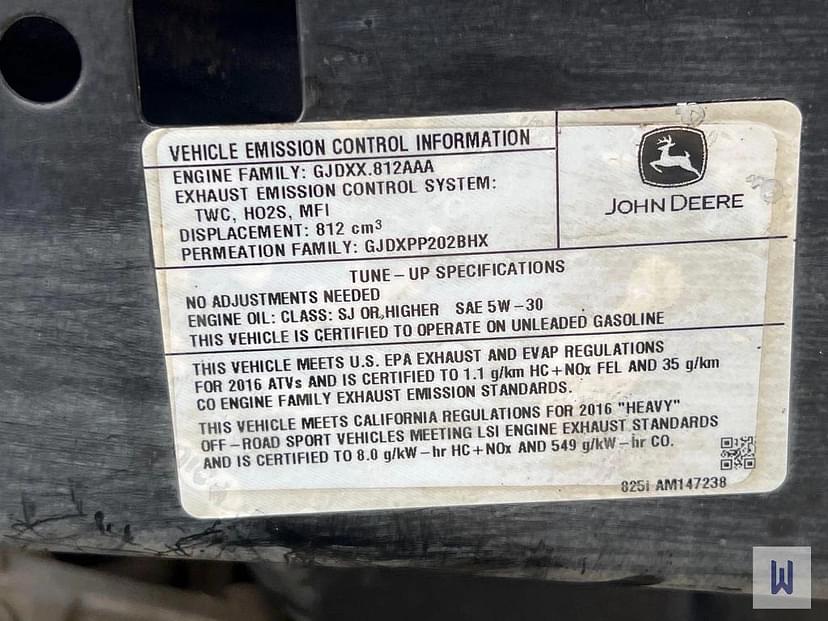 VEHICLE EMISSION CONTROL INFORMATION
ENGINE FAMILY: GJDXX.812AAA
EXHAUST EMISSION CONTROL SYSTEM:
TWC, HO2S, MFI
DISPLACEMENT: 812 cm³
PERMEATION FAMILY: GJDXPP202BHX
JOHN DEERE
TUNE-UP SPECIFICATIONS
NO ADJUSTMENTS NEEDED
ENGINE OIL: CLASS: SJ OR HIGHER SAE 5W-30
THIS VEHICLE IS CERTIFIED TO OPERATE ON UNLEADED GASOLINE
THIS VEHICLE MEETS U.S. EPA EXHAUST AND EVAP REGULATIONS
FOR 2016 ATVs AND IS CERTIFIED TO 1.1 g/km HC+NOx FEL AND 35 g/km
CO ENGINE FAMILY EXHAUST EMISSION STANDARDS.
THIS VEHICLE MEETS CALIFORNIA REGULATIONS FOR 2016 "HEAVY"
OFF-ROAD SPORT VEHICLES MEETING LSI ENGINE EXHAUST STANDARDS
AND IS CERTIFIED TO 8.0 g/kW-hr HC+NOx AND 549 g/kW-hr CO.
825i AM147238
W